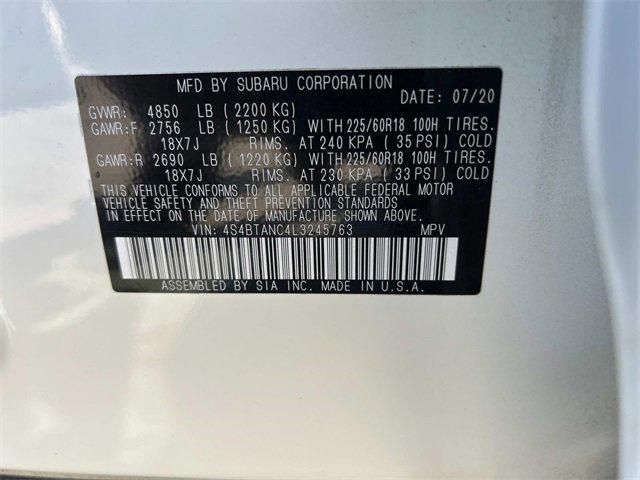 MFD BY SUBARU CORPORATION
DATE: 07/20
GVWR: 4850 LB (2200 KG)
GAWR:F 2756 LB (1250 KG) WITH 225/60R18 100H TIRES.
18X7J RIMS. AT 240 KPA (35 PSI) COLD
GAWR:R 2690 LB (1220 KG) WITH 225/60R18 100H TIRES.
18X7J RIMS. AT 230 KPA (33 PSI) COLD
THIS VEHICLE CONFORMS TO ALL APPLICABLE FEDERAL MOTOR
VEHICLE SAFETY AND THEFT PREVENTION STANDARDS
IN EFFECT ON THE DATE OF MANUFACTURE SHOWN ABOVE.
VIN: 4S4BTANC4L3245763 MPV
ASSEMBLED BY SIA INC. MADE IN U.S.A.